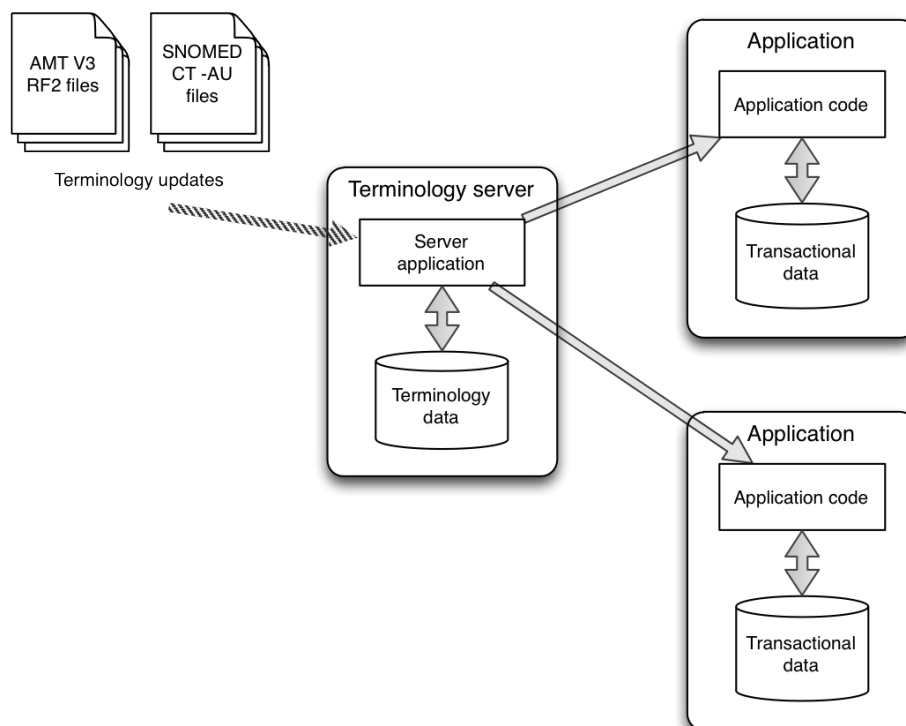 AMT V3
RF2 files
SNOMED
CT -AU
files
Terminology updates
Terminology server
Server
application
Terminology
data
Application
Application code
Transactional
data
Application
Application code
Transactional
data